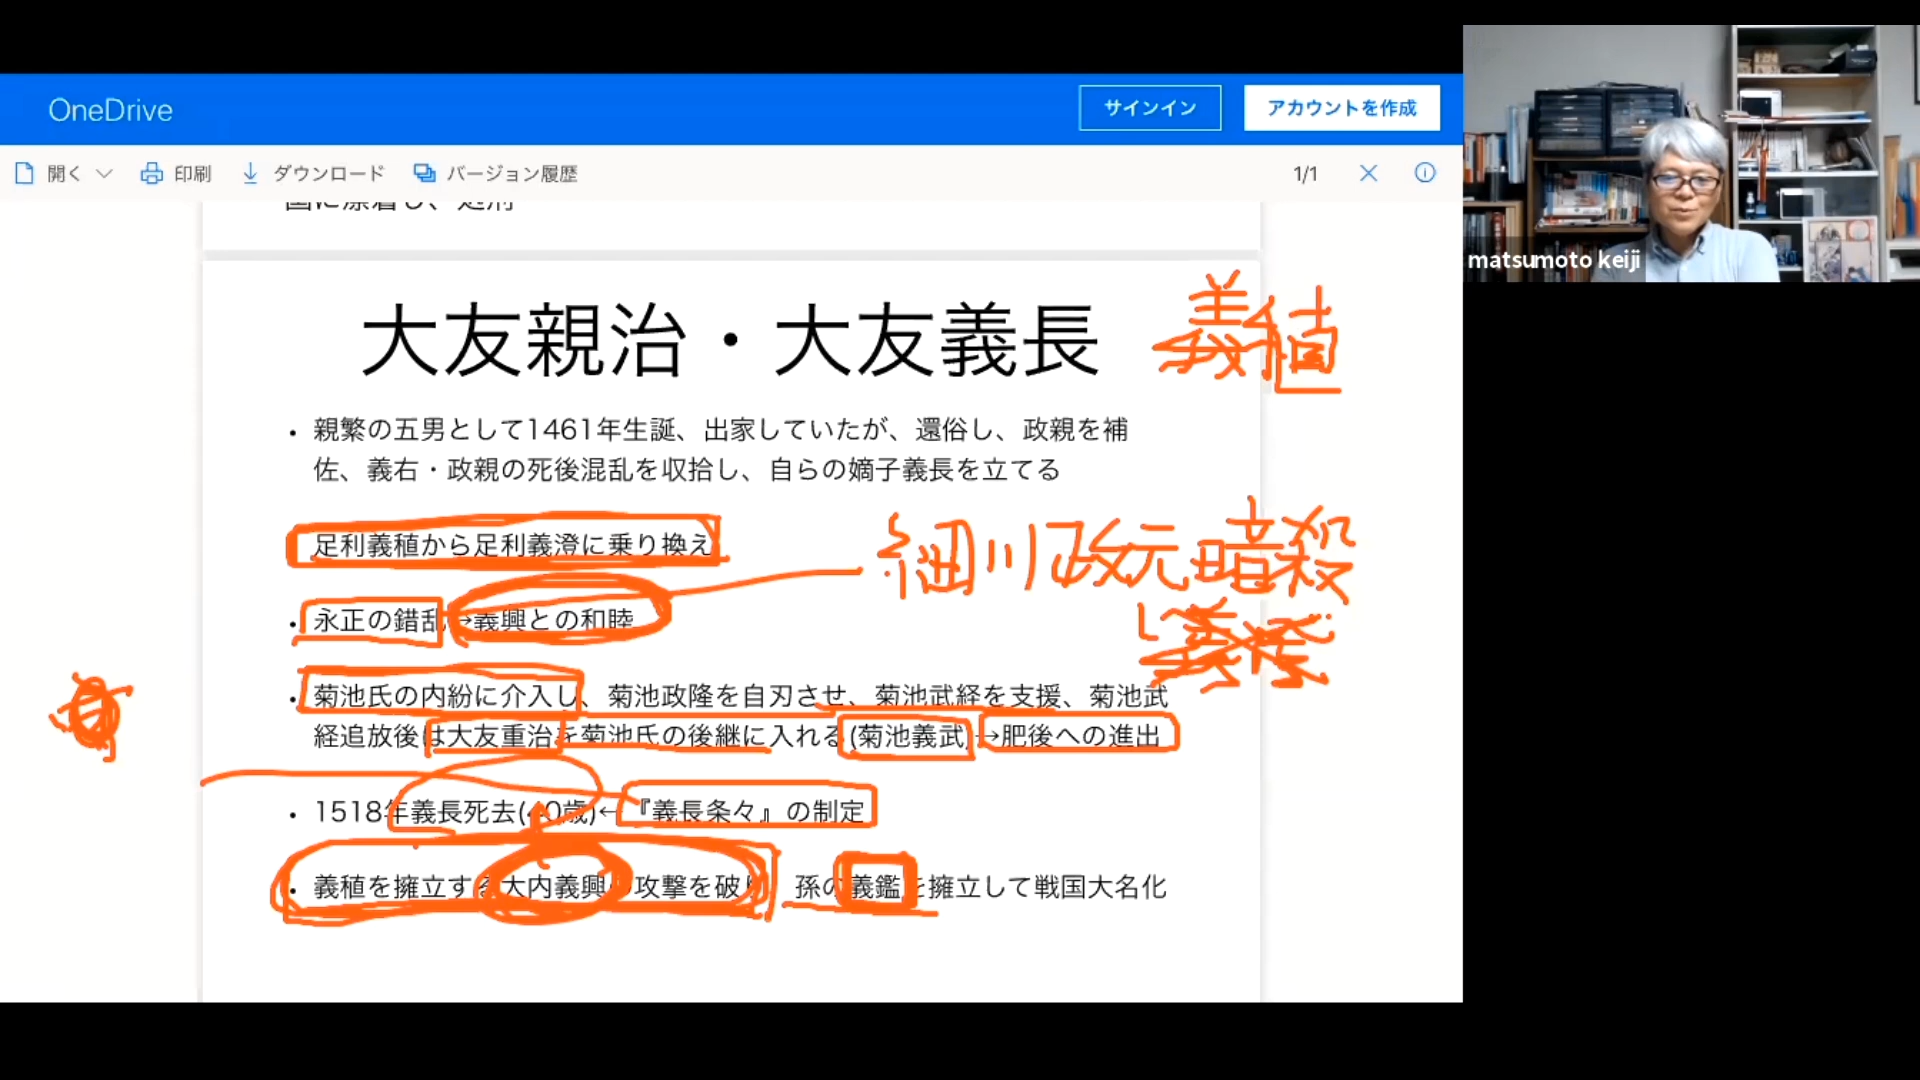 OneDrive
サインイン
アカウントを作成
開く
印刷
ダウンロード
バージョン履歴
1/1
matsumoto keiji
大友親治・大友義長
義稙
・親繁の五男として1461年生誕、出家していたが、還俗し、政親を補
佐、義右・政親の死後混乱を収拾し、自らの嫡子義長を立てる
足利義稙から足利義澄に乗り換え
細川政元暗殺
・永正の錯乱→義興との和睦
義澄
・菊池氏の内紛に介入し、菊池政隆を自刃させ、菊池武経を支援、菊池武
経追放後は大友重治を菊池氏の後継に入れる(菊池義武)→肥後への進出
・1518年義長死去(40歳)←『義長条々』の制定
・義稙を擁立する大内義興の攻撃を破り、孫の義鑑を擁立して戦国大名化